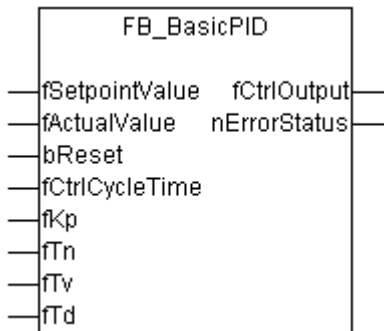 FB_BasicPID
fSetpointValue fCtrlOutput
fActualValue nErrorStatus
bReset
fCtrlCycleTime
fKp
fTn
fTv
fTd